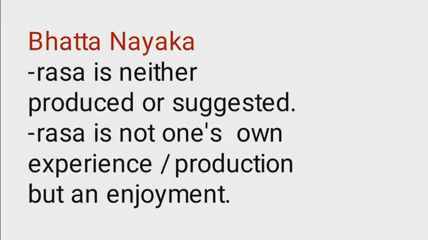 Bhatta Nayaka
-rasa is neither
produced or suggested.
-rasa is not one's  own
experience / production
but an enjoyment.